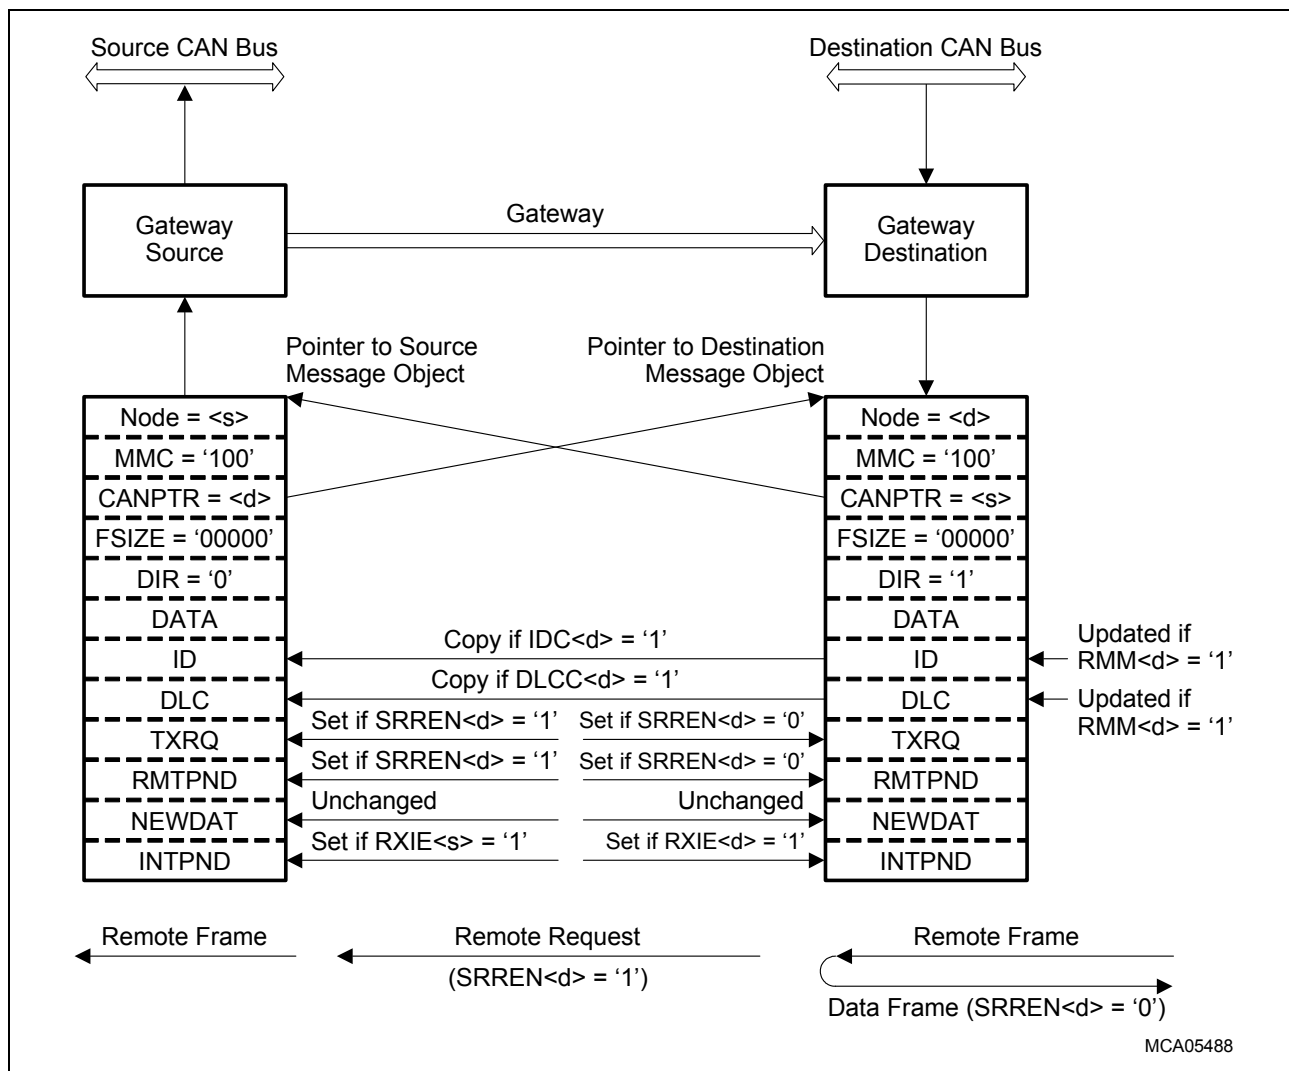 Source CAN Bus
Destination CAN Bus
Gateway
Source
Gateway
Gateway
Destination
Pointer to Source
Message Object
Pointer to Destination
Message Object
Node = <s>
MMC = ‘100’
CANPTR = <d>
FSIZE = ‘00000’
DIR = ‘0’
DATA
ID
DLC
TXRQ
RMTPND
NEWDAT
INTPND
Copy if IDC<d> = ‘1’
Copy if DLCC<d> = ‘1’
Set if SRREN<d> = ‘1’
Set if SRREN<d> = ‘0’
Set if SRREN<d> = ‘1’
Set if SRREN<d> = ‘0’
Unchanged
Unchanged
Set if RXIE<s> = ‘1’
Set if RXIE<d> = ‘1’
Node = <d>
MMC = ‘100’
CANPTR = <s>
FSIZE = ‘00000’
DIR = ‘1’
DATA
ID
DLC
TXRQ
RMTPND
NEWDAT
INTPND
Updated if
RMM<d> = ‘1’
Updated if
RMM<d> = ‘1’
Remote Frame
Remote Request
(SRREN<d> = ‘1’)
Remote Frame
Data Frame (SRREN<d> = ‘0’)
MCA05488